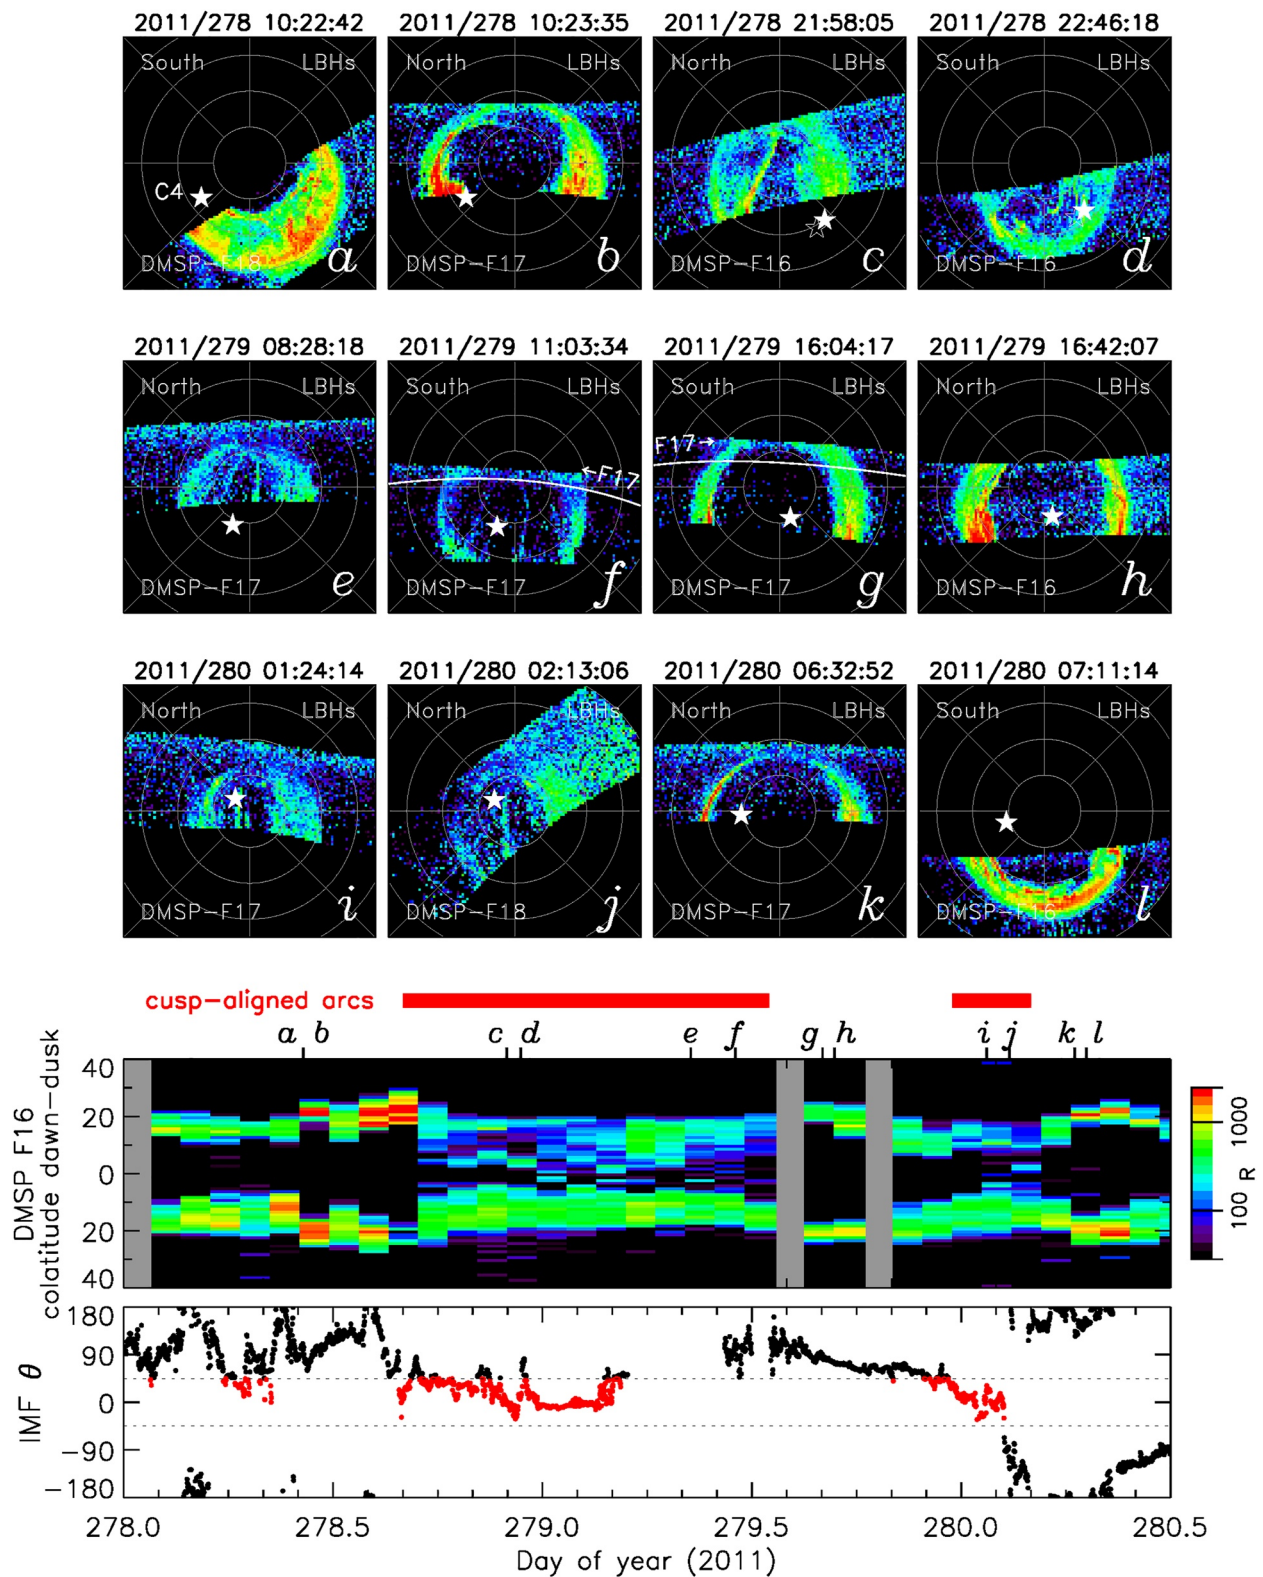 2011/278 10:22:42 2011/278 10:23:35 2011/278 21:58:05 2011/278 22:46:18
South LBHs North LBHs North LBHs South LBHs
C4
DMSP-F18 a DMSP-F17 b DMSP-F16 c DMSP-F16 d
2011/279 08:28:18 2011/279 11:03:34 2011/279 16:04:17 2011/279 16:42:07
North LBHs South LBHs South LBHs North LBHs
←F17 F17→
DMSP-F17 e DMSP-F17 f DMSP-F17 g DMSP-F16 h
2011/280 01:24:14 2011/280 02:13:06 2011/280 06:32:52 2011/280 07:11:14
North LBHs North LBHs North LBHs South LBHs
DMSP-F17 i DMSP-F18 j DMSP-F17 k DMSP-F16 l
cusp-aligned arcs
a b c d e f g h i j k l
DMSP F16
colatitude dawn-dusk
40
20
0
20
40
1000
100
R
IMF θ
180
90
0
-90
-180
278.0 278.5 279.0 279.5 280.0 280.5
Day of year (2011)